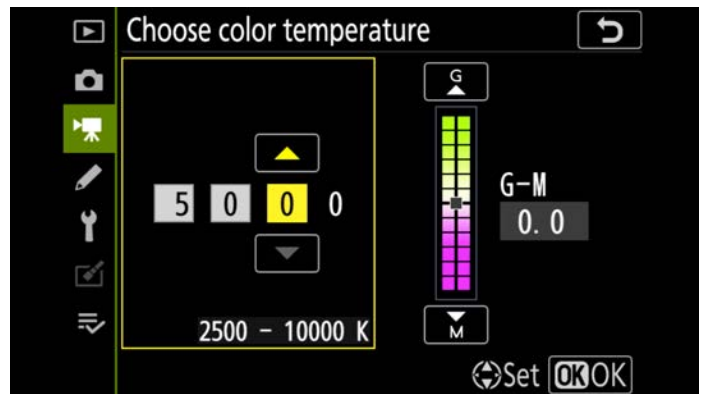 Choose color temperature
G
5 0 0 0
G-M
0. 0
2500 - 10000 K
M
Set OK OK